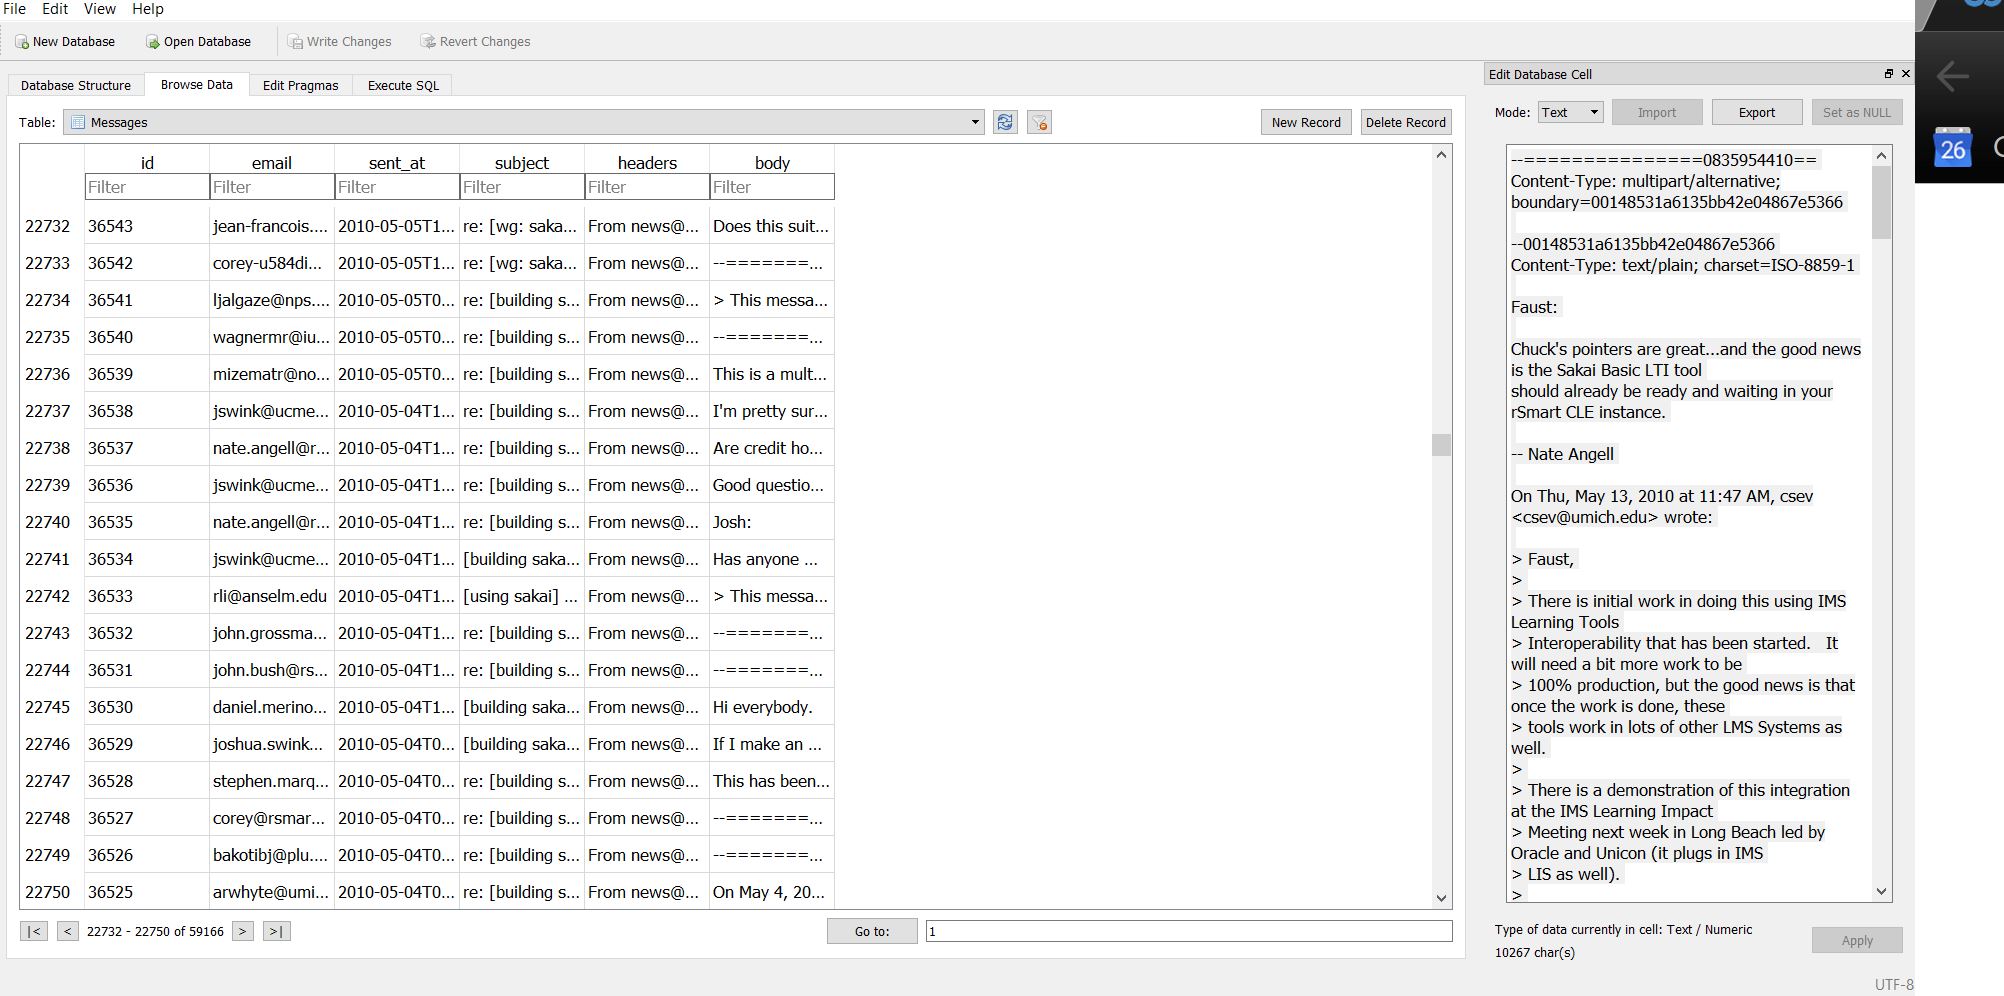 File Edit View Help
New Database Open Database Write Changes Revert Changes
Database Structure Browse Data Edit Pragmas Execute SQL
Table: Messages New Record Delete Record
id email sent_at subject headers body
Filter Filter Filter Filter Filter Filter
22732 36543 jean-francois.... 2010-05-05T1... re: [wg: saka... From news@... Does this suit...
22733 36542 corey-u584di... 2010-05-05T1... re: [wg: saka... From news@... --=======...
22734 36541 ljalgaze@nps.... 2010-05-05T0... re: [building s... From news@... > This messa...
22735 36540 wagnermr@iu... 2010-05-05T0... re: [building s... From news@... --=======...
22736 36539 mizematr@no... 2010-05-05T0... re: [building s... From news@... This is a mult...
22737 36538 jswink@ucme... 2010-05-04T1... re: [building s... From news@... I'm pretty sur...
22738 36537 nate.angell@r... 2010-05-04T1... re: [building s... From news@... Are credit ho...
22739 36536 jswink@ucme... 2010-05-04T1... re: [building s... From news@... Good questio...
22740 36535 nate.angell@r... 2010-05-04T1... re: [building s... From news@... Josh:
22741 36534 jswink@ucme... 2010-05-04T1... [building saka... From news@... Has anyone ...
22742 36533 rli@anselm.edu 2010-05-04T1... [using sakai] ... From news@... > This messa...
22743 36532 john.grossma... 2010-05-04T1... re: [building s... From news@... --=======...
22744 36531 john.bush@rs... 2010-05-04T1... re: [building s... From news@... --=======...
22745 36530 daniel.merino... 2010-05-04T1... [building saka... From news@... Hi everybody.
22746 36529 joshua.swink... 2010-05-04T0... [building saka... From news@... If I make an ...
22747 36528 stephen.marq... 2010-05-04T0... re: [building s... From news@... This has been...
22748 36527 corey@rsmar... 2010-05-04T0... re: [building s... From news@... --=======...
22749 36526 bakotibj@plu.... 2010-05-04T0... re: [building s... From news@... --=======...
22750 36525 arwhyte@umi... 2010-05-04T0... re: [building s... From news@... On May 4, 20...
|< < 22732 - 22750 of 59166 > >| Go to: 1
Edit Database Cell
Mode: Text Import Export Set as NULL
--===============0835954410==
Content-Type: multipart/alternative;
boundary=00148531a6135bb42e04867e5366
--00148531a6135bb42e04867e5366
Content-Type: text/plain; charset=ISO-8859-1
Faust:
Chuck's pointers are great...and the good news
is the Sakai Basic LTI tool
should already be ready and waiting in your
rSmart CLE instance.
-- Nate Angell
On Thu, May 13, 2010 at 11:47 AM, csev
<csev@umich.edu> wrote:
> Faust,
>
> There is initial work in doing this using IMS
Learning Tools
> Interoperability that has been started. It
will need a bit more work to be
> 100% production, but the good news is that
once the work is done, these
> tools work in lots of other LMS Systems as
well.
>
> There is a demonstration of this integration
at the IMS Learning Impact
> Meeting next week in Long Beach led by
Oracle and Unicon (it plugs in IMS
> LIS as well).
>
Type of data currently in cell: Text / Numeric
10267 char(s)
Apply
UTF-8
26